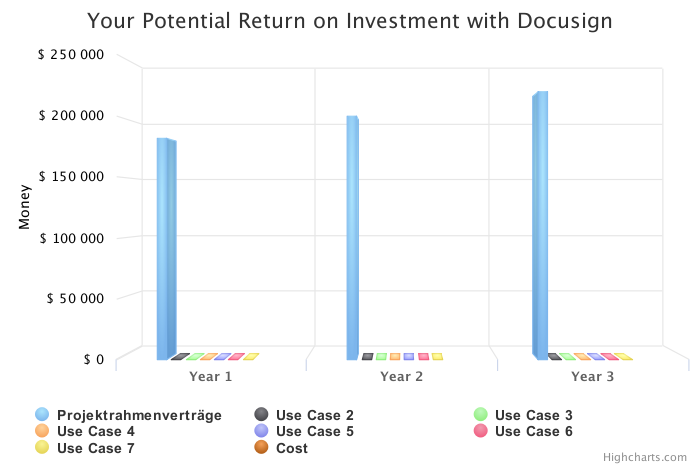 Your Potential Return on Investment with Docusign
$ 250 000
$ 200 000
$ 150 000
$ 100 000
$ 50 000
$ 0
Money
Year 1 Year 2 Year 3
Projektrahmenverträge Use Case 2 Use Case 3
Use Case 4 Use Case 5 Use Case 6
Use Case 7 Cost
Highcharts.com